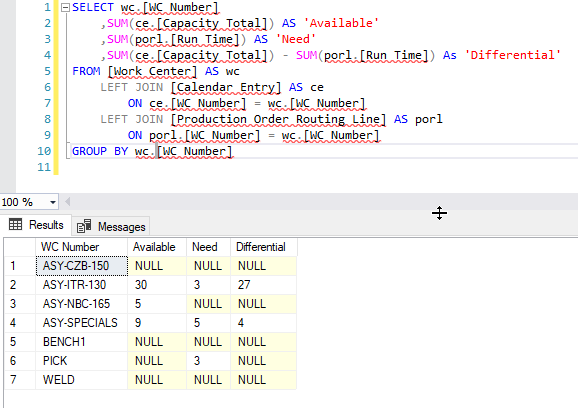 1 SELECT wc.[WC Number]
2 ,SUM(ce.[Capacity Total]) AS 'Available'
3 ,SUM(porl.[Run Time]) AS 'Need'
4 ,SUM(ce.[Capacity Total]) - SUM(porl.[Run Time]) As 'Differential'
5 FROM [Work Center] AS wc
6 LEFT JOIN [Calendar Entry] AS ce
7 ON ce.[WC Number] = wc.[WC Number]
8 LEFT JOIN [Production Order Routing Line] AS porl
9 ON porl.[WC Number] = wc.[WC Number]
10 GROUP BY wc.[WC Number]
11
100 %
Results Messages
WC Number Available Need Differential
1 ASY-CZB-150 NULL NULL NULL
2 ASY-ITR-130 30 3 27
3 ASY-NBC-165 5 NULL NULL
4 ASY-SPECIALS 9 5 4
5 BENCH1 NULL NULL NULL
6 PICK NULL 3 NULL
7 WELD NULL NULL NULL